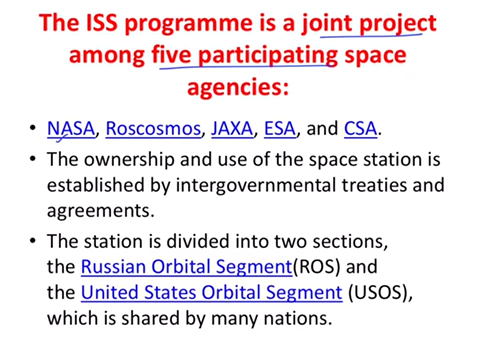 The ISS programme is a joint project
among five participating space
agencies:
• NASA, Roscosmos, JAXA, ESA, and CSA.
• The ownership and use of the space station is
established by intergovernmental treaties and
agreements.
• The station is divided into two sections,
the Russian Orbital Segment(ROS) and
the United States Orbital Segment (USOS),
which is shared by many nations.